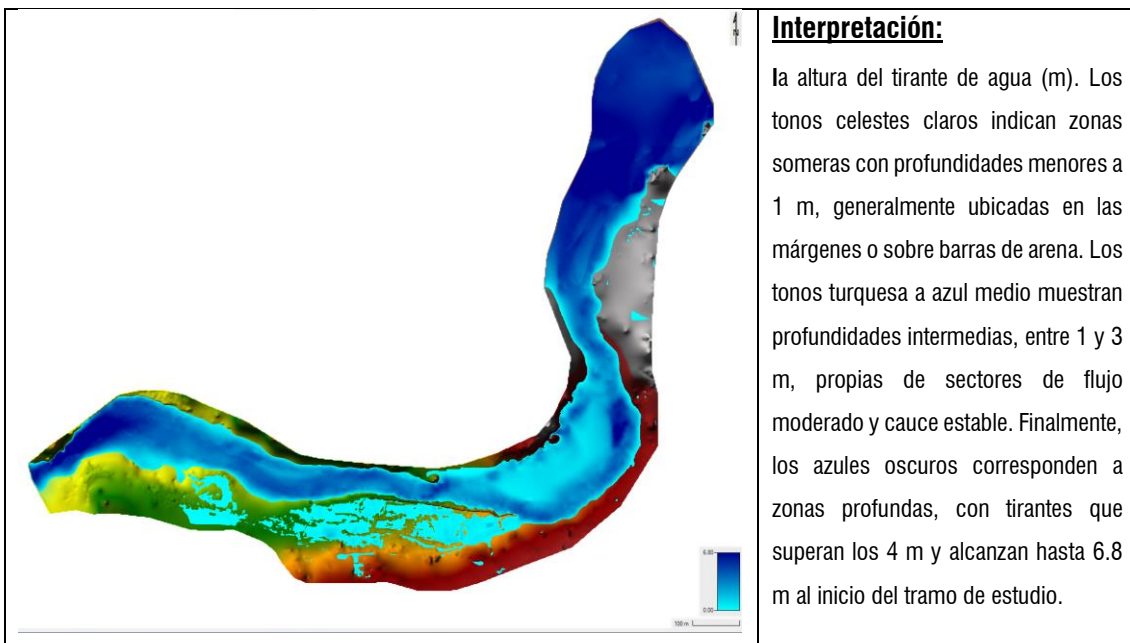 N
6.80
0.00
100 m
Interpretación:
la altura del tirante de agua (m). Los
tonos celestes claros indican zonas
someras con profundidades menores a
1 m, generalmente ubicadas en las
márgenes o sobre barras de arena. Los
tonos turquesa a azul medio muestran
profundidades intermedias, entre 1 y 3
m, propias de sectores de flujo
moderado y cauce estable. Finalmente,
los azules oscuros corresponden a
zonas profundas, con tirantes que
superan los 4 m y alcanzan hasta 6.8
m al inicio del tramo de estudio.